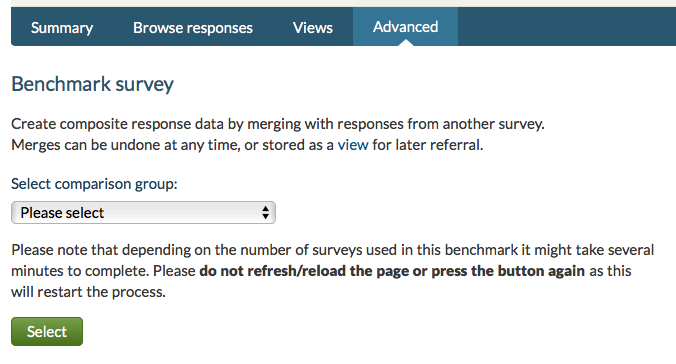 Summary Browse responses Views Advanced
Benchmark survey
Create composite response data by merging with responses from another survey.
Merges can be undone at any time, or stored as a view for later referral.
Select comparison group:
Please select
Please note that depending on the number of surveys used in this benchmark it might take several
minutes to complete. Please do not refresh/reload the page or press the button again as this
will restart the process.
Select